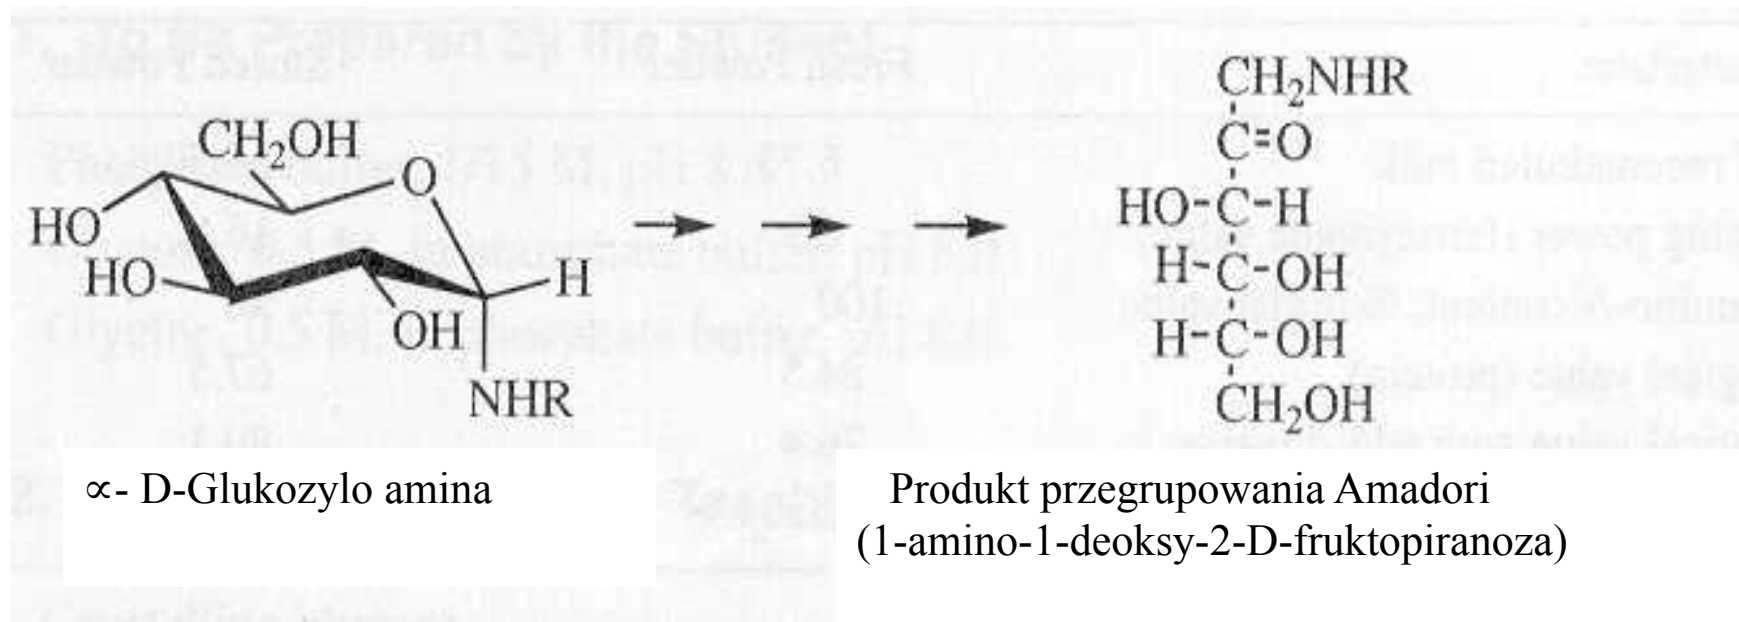 CH₂OH
O
HO
HO
OH
H
NHR
CH₂NHR
C=O
HO-C-H
H-C-OH
H-C-OH
CH₂OH
∝- D-Glukozylo amina
Produkt przegrupowania Amadori
(1-amino-1-deoksy-2-D-fruktopiranoza)